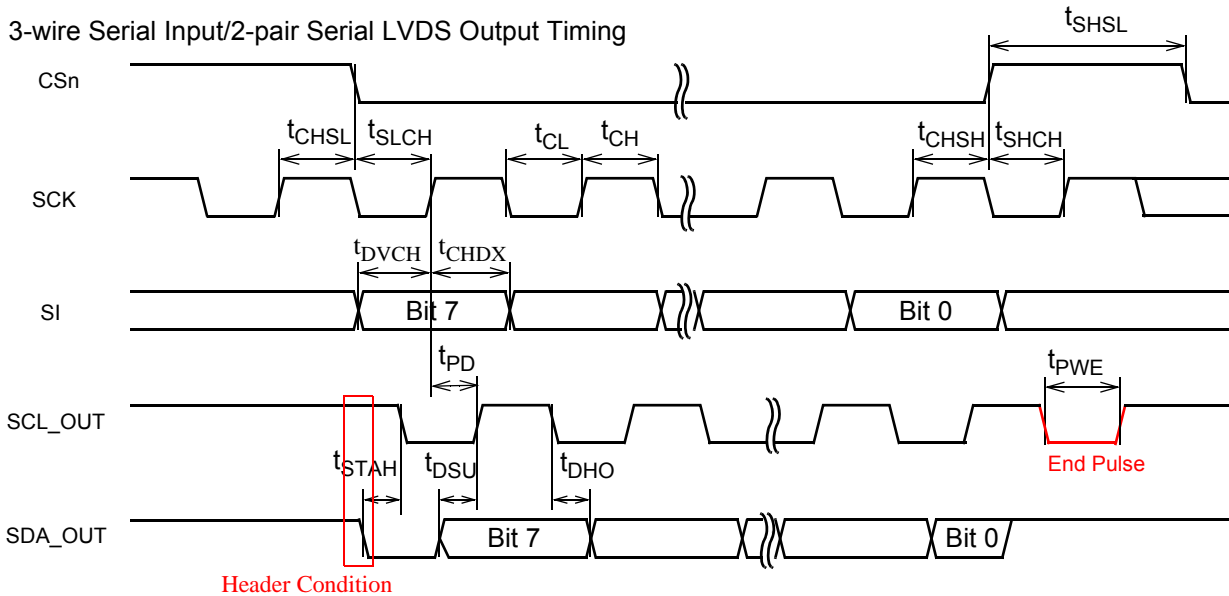 3-wire Serial Input/2-pair Serial LVDS Output Timing
tSHSL
CSn
tCHSL
tSLCH
tCL
tCH
tCHSH
tSHCH
SCK
tDVCH
tCHDX
SI
Bit 7
Bit 0
tPD
tPWE
SCL_OUT
End Pulse
tSTAH
tDSU
tDHO
SDA_OUT
Bit 7
Bit 0
Header Condition